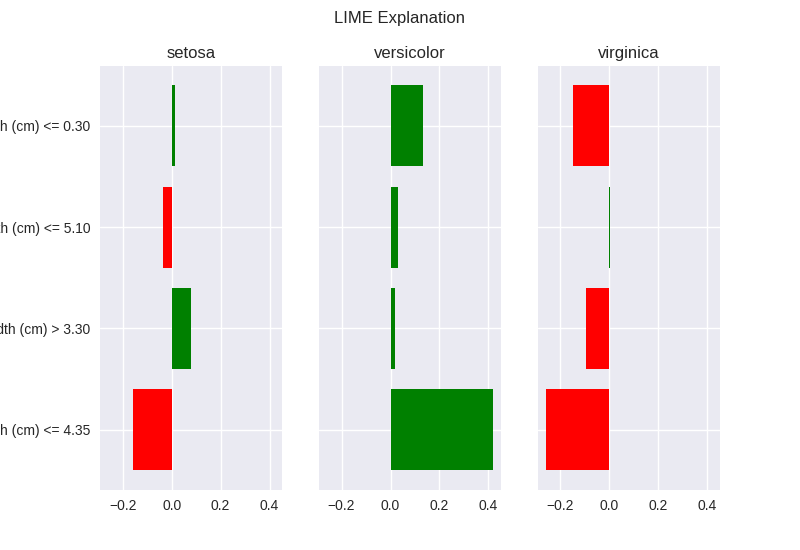 LIME Explanation
setosa versicolor virginica
h (cm) <= 0.30
th (cm) <= 5.10
dth (cm) > 3.30
h (cm) <= 4.35
−0.2 0.0 0.2 0.4 −0.2 0.0 0.2 0.4 −0.2 0.0 0.2 0.4